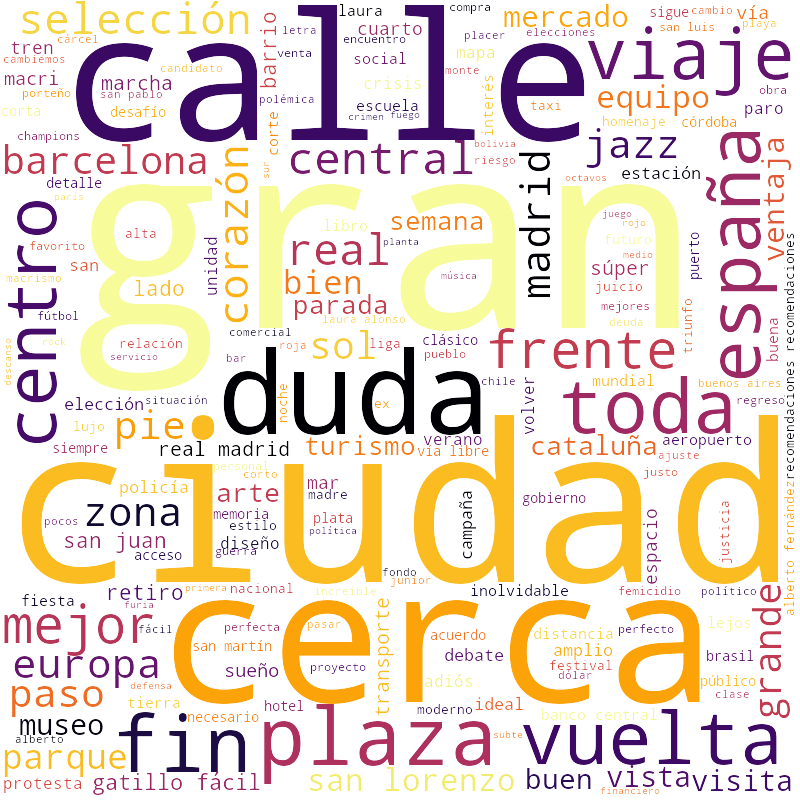 selección
calle
laura
compra
letra
encuentro
venta
social
cuarto
mapa
placer
elecciones
mercado
sigue
cambio
vía
san luis
playa
viaje
cárcel
tren
cambiemos
macri
marcha
candidato
porteño
san pablo
corta
desafío
polémica
barrio
crisis
monte
escuela
crimen
fuego
interés
taxi
equipo
obra
paro
homenaje
córdoba
champions
corte
barcelona
central
bolivia
riesgo
jazz
estación
españa
ventaja
detalle
paris
sur
octavos
gran
madrid
centro
corazón
alta
libro
semana
planta
juego
rojo
futuro
medio
favorito
san
unidad
real
música
súper
puerto
macrismo
lado
bien
juicio
mejores
deuda
fútbol
parada
laura alonso
triunfo
buena
relación
comercial
sol
liga
clásico
frente
descanso
rock
servicio
bar
roja
pueblo
duda
chile
mundial
buenos aires
elección
situación
noche
ex
volver
toda
regreso
recomendaciones recomendaciones
lujo
pie
siempre
real madrid
turismo
verano
vía libre
cataluña
aeropuerto
ajuste
justo
ciudad
personal
corto
policía
arte
mar
madre
zona
memoria
plata
política
campaña
gobierno
pocos
estilo
san juan
diseño
guerra
acceso
espacio
justicia
alberto fernández
fondo
retiro
primera
nacional
increíble
junior
inolvidable
femicidio
político
fiesta
furia
cerca
mejor
fácil
perfecta
pasar
acuerdo
distancia
perfecto
lejos
san martín
amplio
grande
europa
sueño
proyecto
transporte
debate
festival
brasil
defensa
adiós
dólar
público
paso
tierra
clase
hotel
ideal
museo
alberto
necesario
moderno
banco central
fin
plaza
subte
vuelta
parque
protesta
gatillo fácil
san lorenzo
buen
vista
visita
financiero